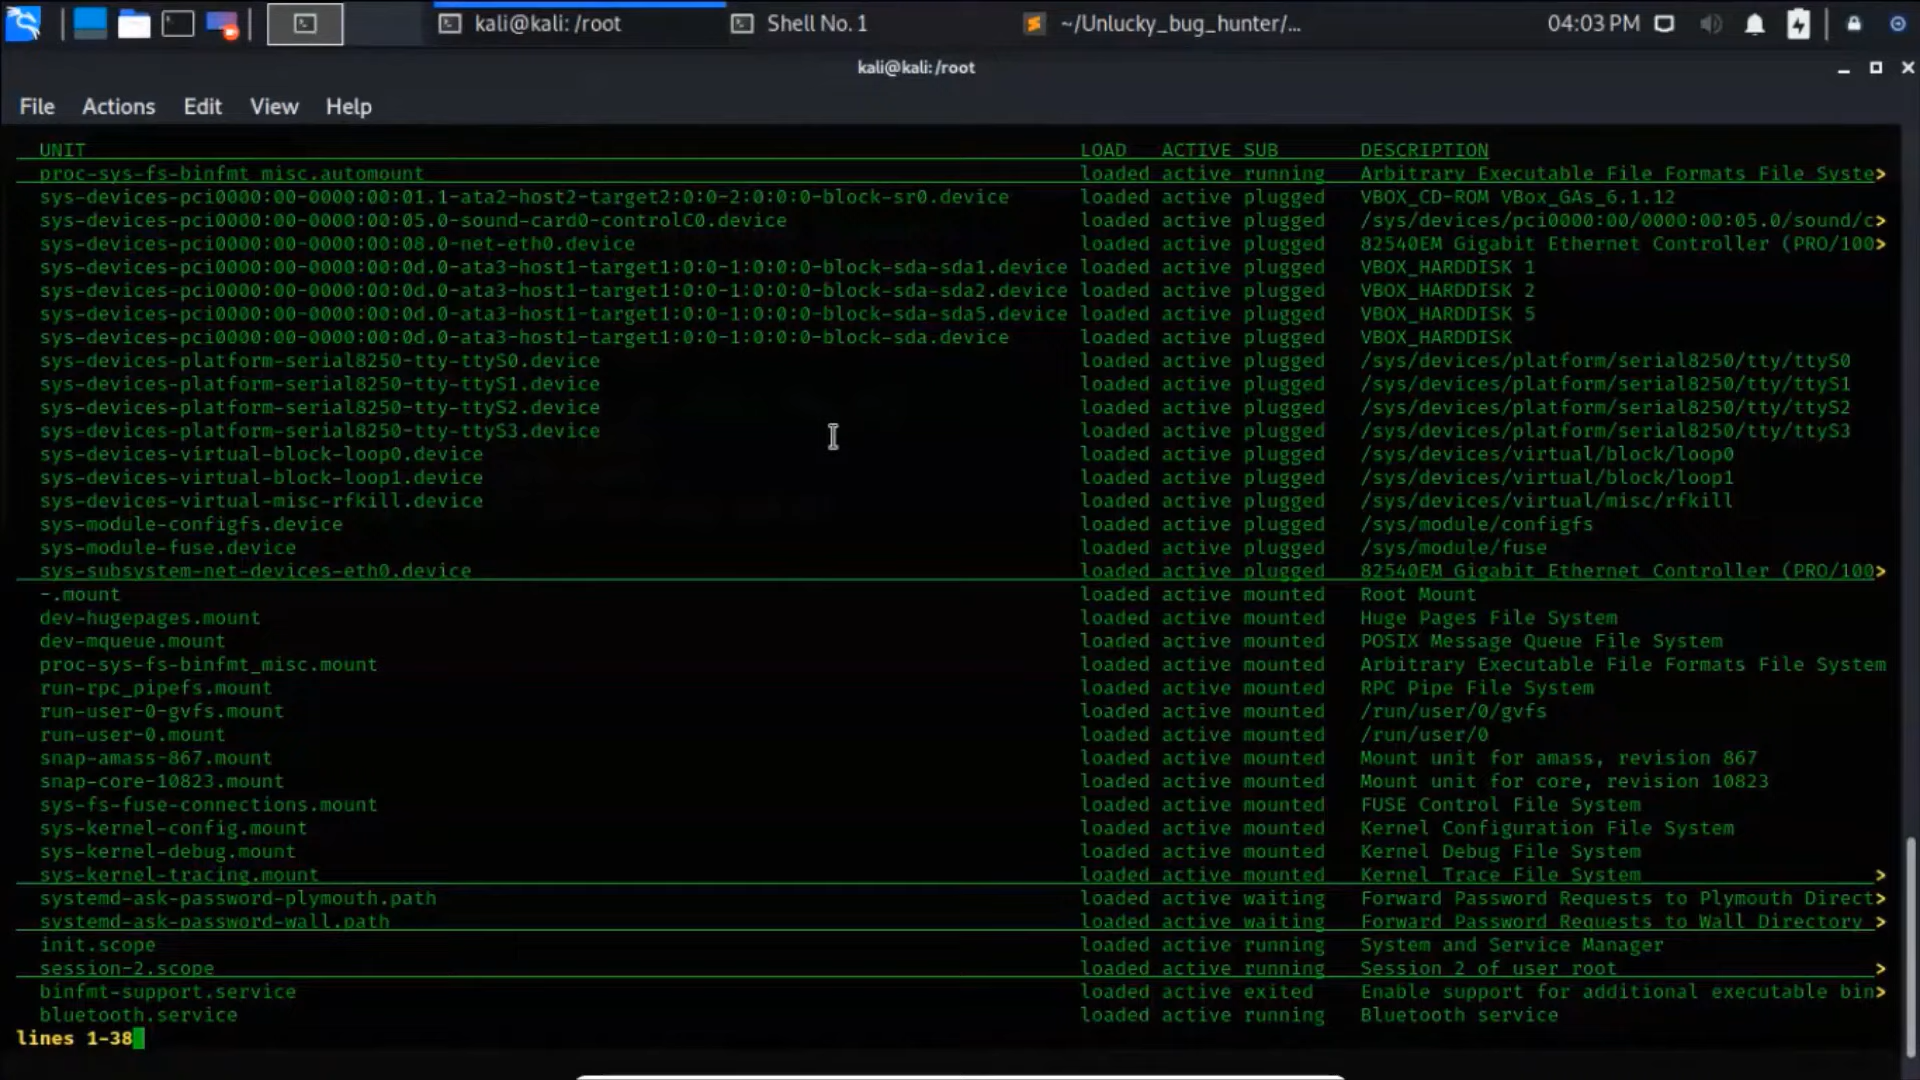 kali@kali: /root Shell No. 1 ~/Unlucky_bug_hunter/... 04:03 PM
kali@kali:/root
File Actions Edit View Help
UNIT LOAD ACTIVE SUB DESCRIPTION
proc-sys-fs-binfmt_misc.automount loaded active running Arbitrary Executable File Formats File Syste>
sys-devices-pci0000:00-0000:00:01.1-ata2-host2-target2:0:0-2:0:0:0-block-sr0.device loaded active plugged VBOX_CD-ROM VBox_GAs_6.1.12
sys-devices-pci0000:00-0000:00:05.0-sound-card0-controlC0.device loaded active plugged /sys/devices/pci0000:00/0000:00:05.0/sound/c>
sys-devices-pci0000:00-0000:00:08.0-net-eth0.device loaded active plugged 82540EM Gigabit Ethernet Controller (PRO/100>
sys-devices-pci0000:00-0000:00:0d.0-ata3-host1-target1:0:0-1:0:0:0-block-sda-sda1.device loaded active plugged VBOX_HARDDISK 1
sys-devices-pci0000:00-0000:00:0d.0-ata3-host1-target1:0:0-1:0:0:0-block-sda-sda2.device loaded active plugged VBOX_HARDDISK 2
sys-devices-pci0000:00-0000:00:0d.0-ata3-host1-target1:0:0-1:0:0:0-block-sda-sda5.device loaded active plugged VBOX_HARDDISK 5
sys-devices-pci0000:00-0000:00:0d.0-ata3-host1-target1:0:0-1:0:0:0-block-sda.device loaded active plugged VBOX_HARDDISK
sys-devices-platform-serial8250-tty-ttyS0.device loaded active plugged /sys/devices/platform/serial8250/tty/ttyS0
sys-devices-platform-serial8250-tty-ttyS1.device loaded active plugged /sys/devices/platform/serial8250/tty/ttyS1
sys-devices-platform-serial8250-tty-ttyS2.device loaded active plugged /sys/devices/platform/serial8250/tty/ttyS2
sys-devices-platform-serial8250-tty-ttyS3.device loaded active plugged /sys/devices/platform/serial8250/tty/ttyS3
sys-devices-virtual-block-loop0.device loaded active plugged /sys/devices/virtual/block/loop0
sys-devices-virtual-block-loop1.device loaded active plugged /sys/devices/virtual/block/loop1
sys-devices-virtual-misc-rfkill.device loaded active plugged /sys/devices/virtual/misc/rfkill
sys-module-configfs.device loaded active plugged /sys/module/configfs
sys-module-fuse.device loaded active plugged /sys/module/fuse
sys-subsystem-net-devices-eth0.device loaded active plugged 82540EM Gigabit Ethernet Controller (PRO/100>
-.mount loaded active mounted Root Mount
dev-hugepages.mount loaded active mounted Huge Pages File System
dev-mqueue.mount loaded active mounted POSIX Message Queue File System
proc-sys-fs-binfmt_misc.mount loaded active mounted Arbitrary Executable File Formats File System
run-rpc_pipefs.mount loaded active mounted RPC Pipe File System
run-user-0-gvfs.mount loaded active mounted /run/user/0/gvfs
run-user-0.mount loaded active mounted /run/user/0
snap-amass-867.mount loaded active mounted Mount unit for amass, revision 867
snap-core-10823.mount loaded active mounted Mount unit for core, revision 10823
sys-fs-fuse-connections.mount loaded active mounted FUSE Control File System
sys-kernel-config.mount loaded active mounted Kernel Configuration File System
sys-kernel-debug.mount loaded active mounted Kernel Debug File System
sys-kernel-tracing.mount loaded active mounted Kernel Trace File System >
systemd-ask-password-plymouth.path loaded active waiting Forward Password Requests to Plymouth Direct>
systemd-ask-password-wall.path loaded active waiting Forward Password Requests to Wall Directory >
init.scope loaded active running System and Service Manager
session-2.scope loaded active running Session 2 of user root >
binfmt-support.service loaded active exited Enable support for additional executable bin>
bluetooth.service loaded active running Bluetooth service
lines 1-38